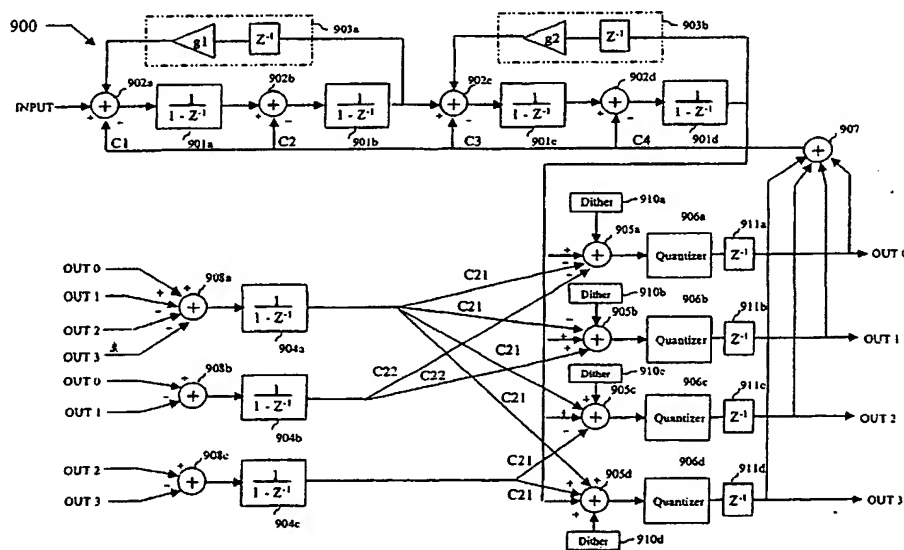 900
g1
Z⁻¹
903a
g2
Z⁻¹
903b
902a
902b
902c
902d
INPUT
+
1
1 - Z⁻¹
+
1
1 - Z⁻¹
+
1
1 - Z⁻¹
+
1
1 - Z⁻¹
C1
901a
C2
901b
C3
901c
C4
901d
907
+
Dither
910a
905a
906a
911a
+
Quantizer
Z⁻¹
OUT 0
OUT 0
OUT 1
OUT 2
OUT 3
908a
+
1
1 - Z⁻¹
904a
C21
C21
C21
C21
Dither
910b
905b
906b
911b
+
Quantizer
Z⁻¹
OUT 1
OUT 0
OUT 1
908b
+
1
1 - Z⁻¹
904b
C22
C22
Dither
910c
905c
906c
911c
+
Quantizer
Z⁻¹
OUT 2
OUT 2
OUT 3
908c
+
1
1 - Z⁻¹
904c
C21
C21
905d
906d
911d
+
Quantizer
Z⁻¹
OUT 3
Dither
910d